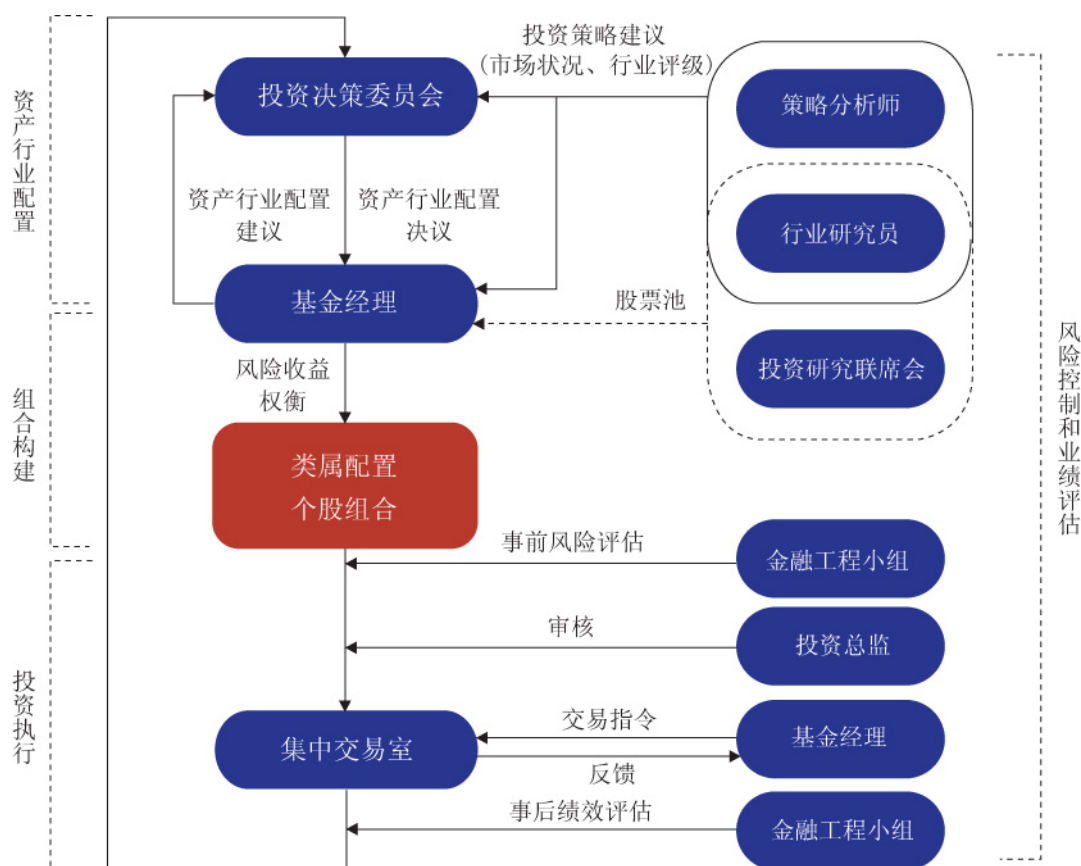 投资策略建议
(市场状况、行业评级)
投资决策委员会
策略分析师
资产行业配置
资产行业配置
建议
资产行业配置
决议
行业研究员
基金经理
股票池
风险收益
权衡
投资研究联席会
组合构建
风险控制和业绩评估
类属配置
个股组合
事前风险评估
金融工程小组
审核
投资总监
投资执行
集中交易室
交易指令
基金经理
反馈
事后绩效评估
金融工程小组